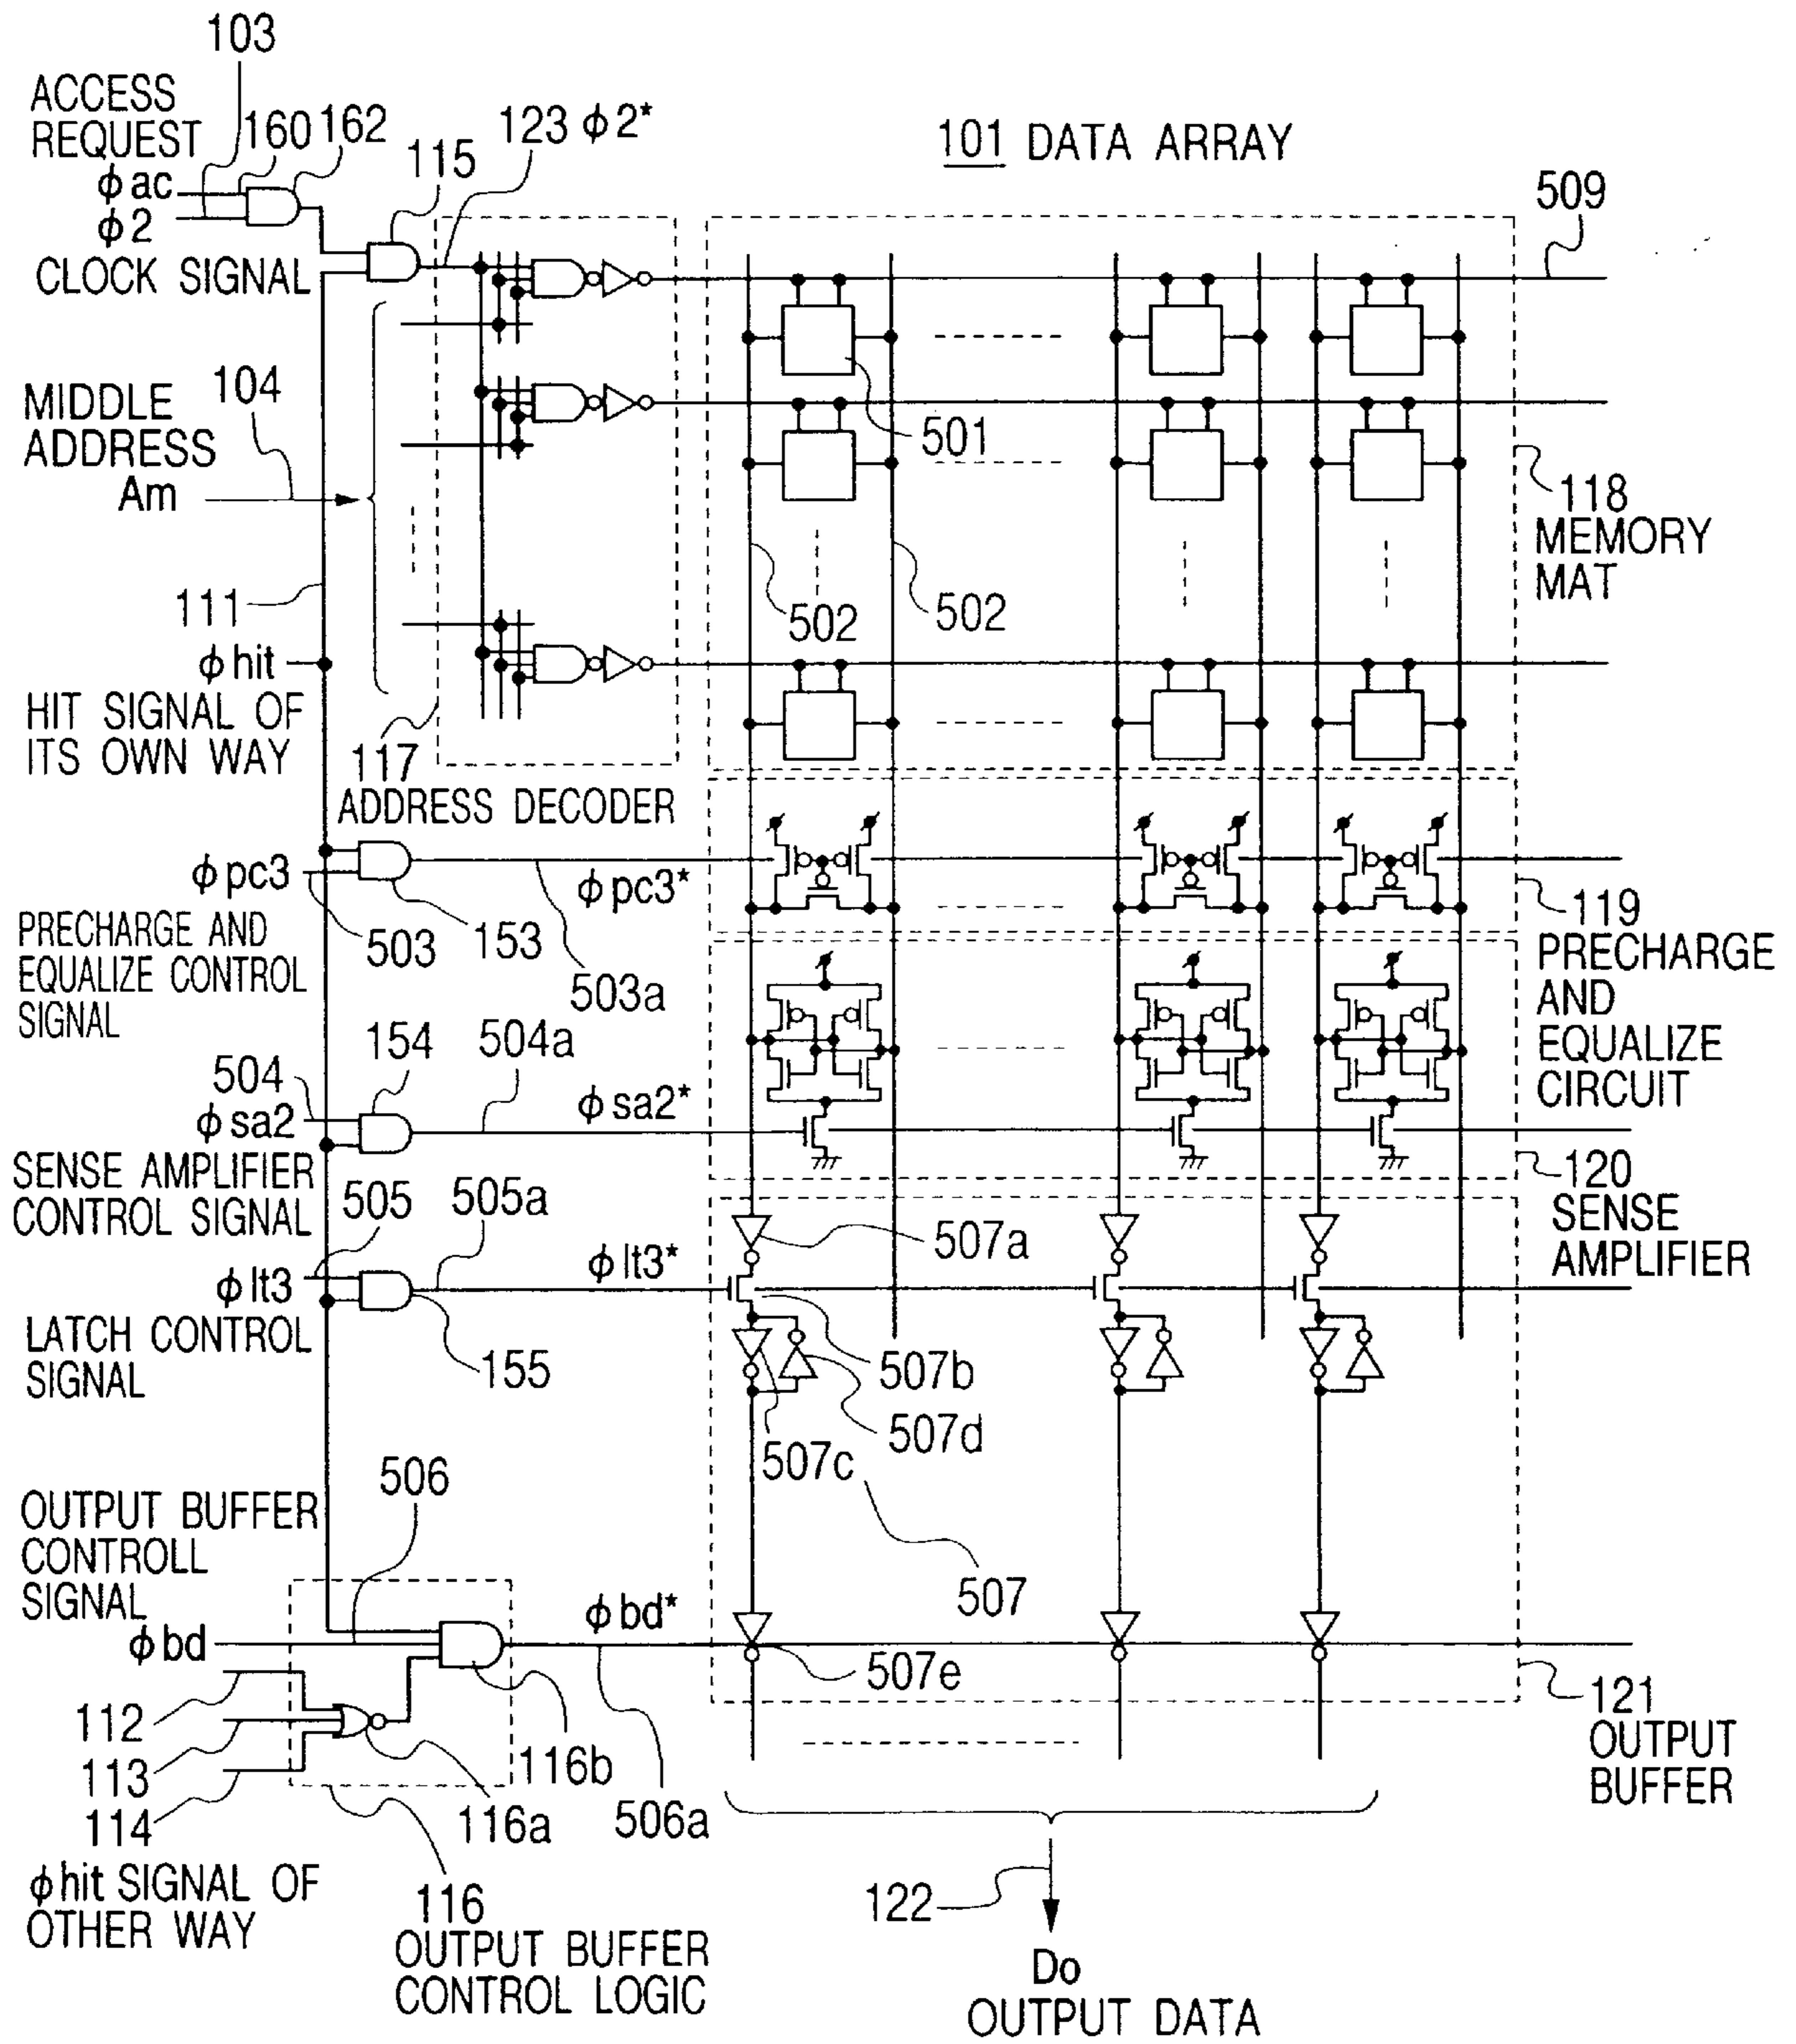 103
ACCESS
REQUEST
160
162
123 ϕ2*
101 DATA ARRAY
115
509
ϕac
ϕ2
CLOCK SIGNAL
MIDDLE
ADDRESS
Am
104
501
118
MEMORY
MAT
111
502
502
ϕhit
HIT SIGNAL OF
ITS OWN WAY
117
ADDRESS DECODER
ϕpc3
ϕpc3*
503
153
503a
PRECHARGE AND
EQUALIZE CONTROL
SIGNAL
119
PRECHARGE
AND
EQUALIZE
CIRCUIT
154
504a
504
ϕsa2
ϕsa2*
SENSE AMPLIFIER
CONTROL SIGNAL
120
SENSE
AMPLIFIER
505
505a
507a
ϕlt3
ϕlt3*
LATCH CONTROL
SIGNAL
155
507b
507d
507c
507
506
OUTPUT BUFFER
CONTROLL
SIGNAL
ϕbd
ϕbd*
507e
112
113
114
116b
116a
506a
121
OUTPUT
BUFFER
ϕhit SIGNAL OF
OTHER WAY
116
OUTPUT BUFFER
CONTROL LOGIC
122
Do
OUTPUT DATA